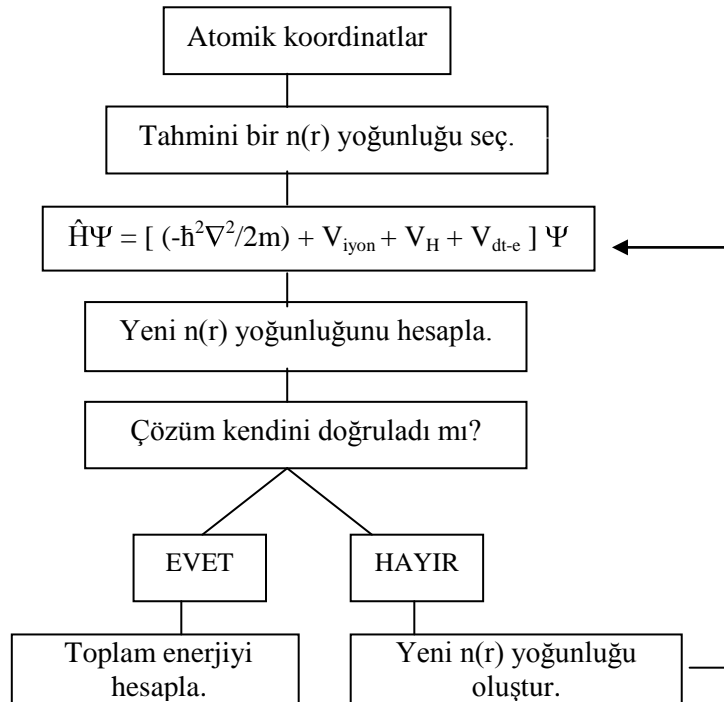 Atomik koordinatlar
Tahmini bir n(r) yoğunluğu seç.
ĤΨ = [ (-ħ²∇²/2m) + V_iyon + V_H + V_dt-e ] Ψ
Yeni n(r) yoğunluğunu hesapla.
Çözüm kendini doğruladı mı?
EVET
HAYIR
Toplam enerjiyi
hesapla.
Yeni n(r) yoğunluğu
oluştur.